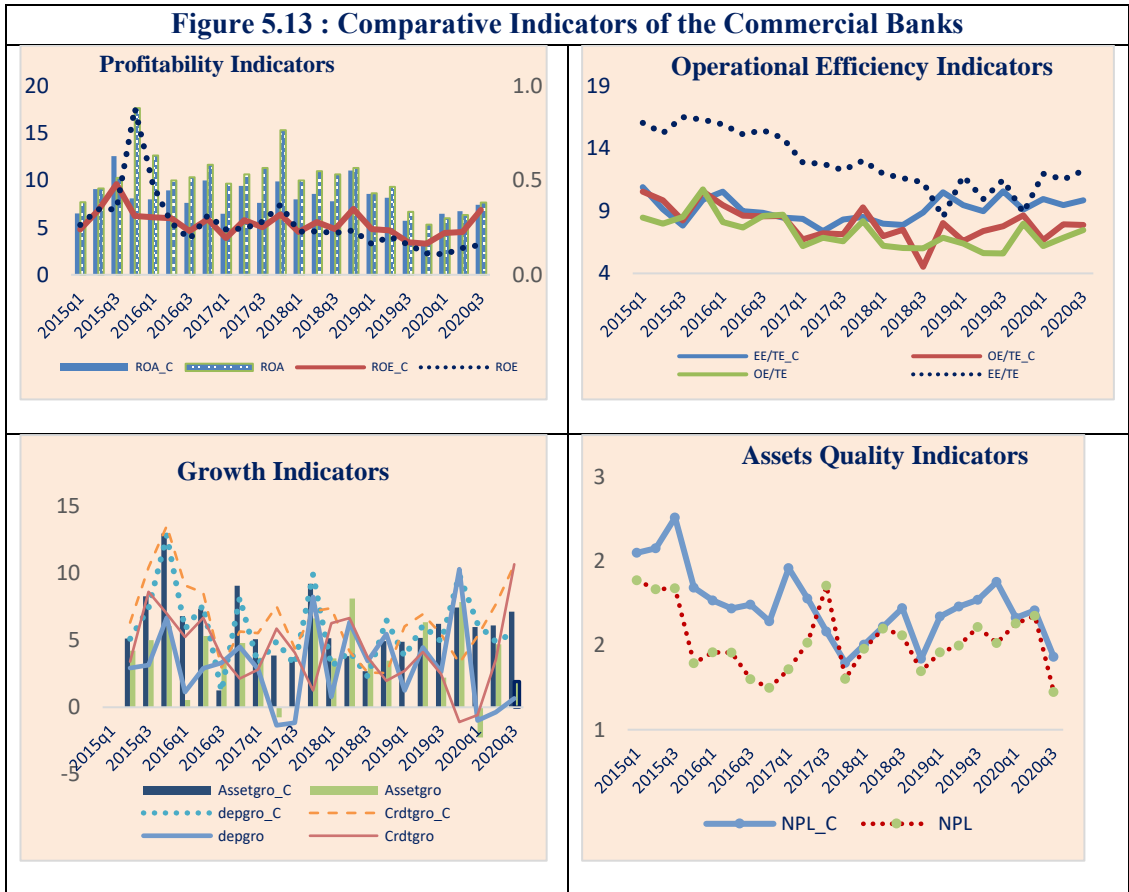 Figure 5.13 : Comparative Indicators of the Commercial Banks
Profitability Indicators
20
15
10
5
0
1.0
0.5
0.0
2015q1
2015q3
2016q1
2016q3
2017q1
2017q3
2018q1
2018q3
2019q1
2019q3
2020q1
2020q3
ROA_C ROA ROE_C ROE
Operational Efficiency Indicators
19
14
9
4
2015q1
2015q3
2016q1
2016q3
2017q1
2017q3
2018q1
2018q3
2019q1
2019q3
2020q1
2020q3
EE/TE_C OE/TE_C
OE/TE EE/TE
Growth Indicators
15
10
5
0
-5
2015q1
2015q3
2016q1
2016q3
2017q1
2017q3
2018q1
2018q3
2019q1
2019q3
2020q1
2020q3
Assetgro_C Assetgro
depgro_C Crdtgro_C
depgro Crdtgro
Assets Quality Indicators
3
2
2
1
2015q1
2015q3
2016q1
2016q3
2017q1
2017q3
2018q1
2018q3
2019q1
2019q3
2020q1
2020q3
NPL_C NPL